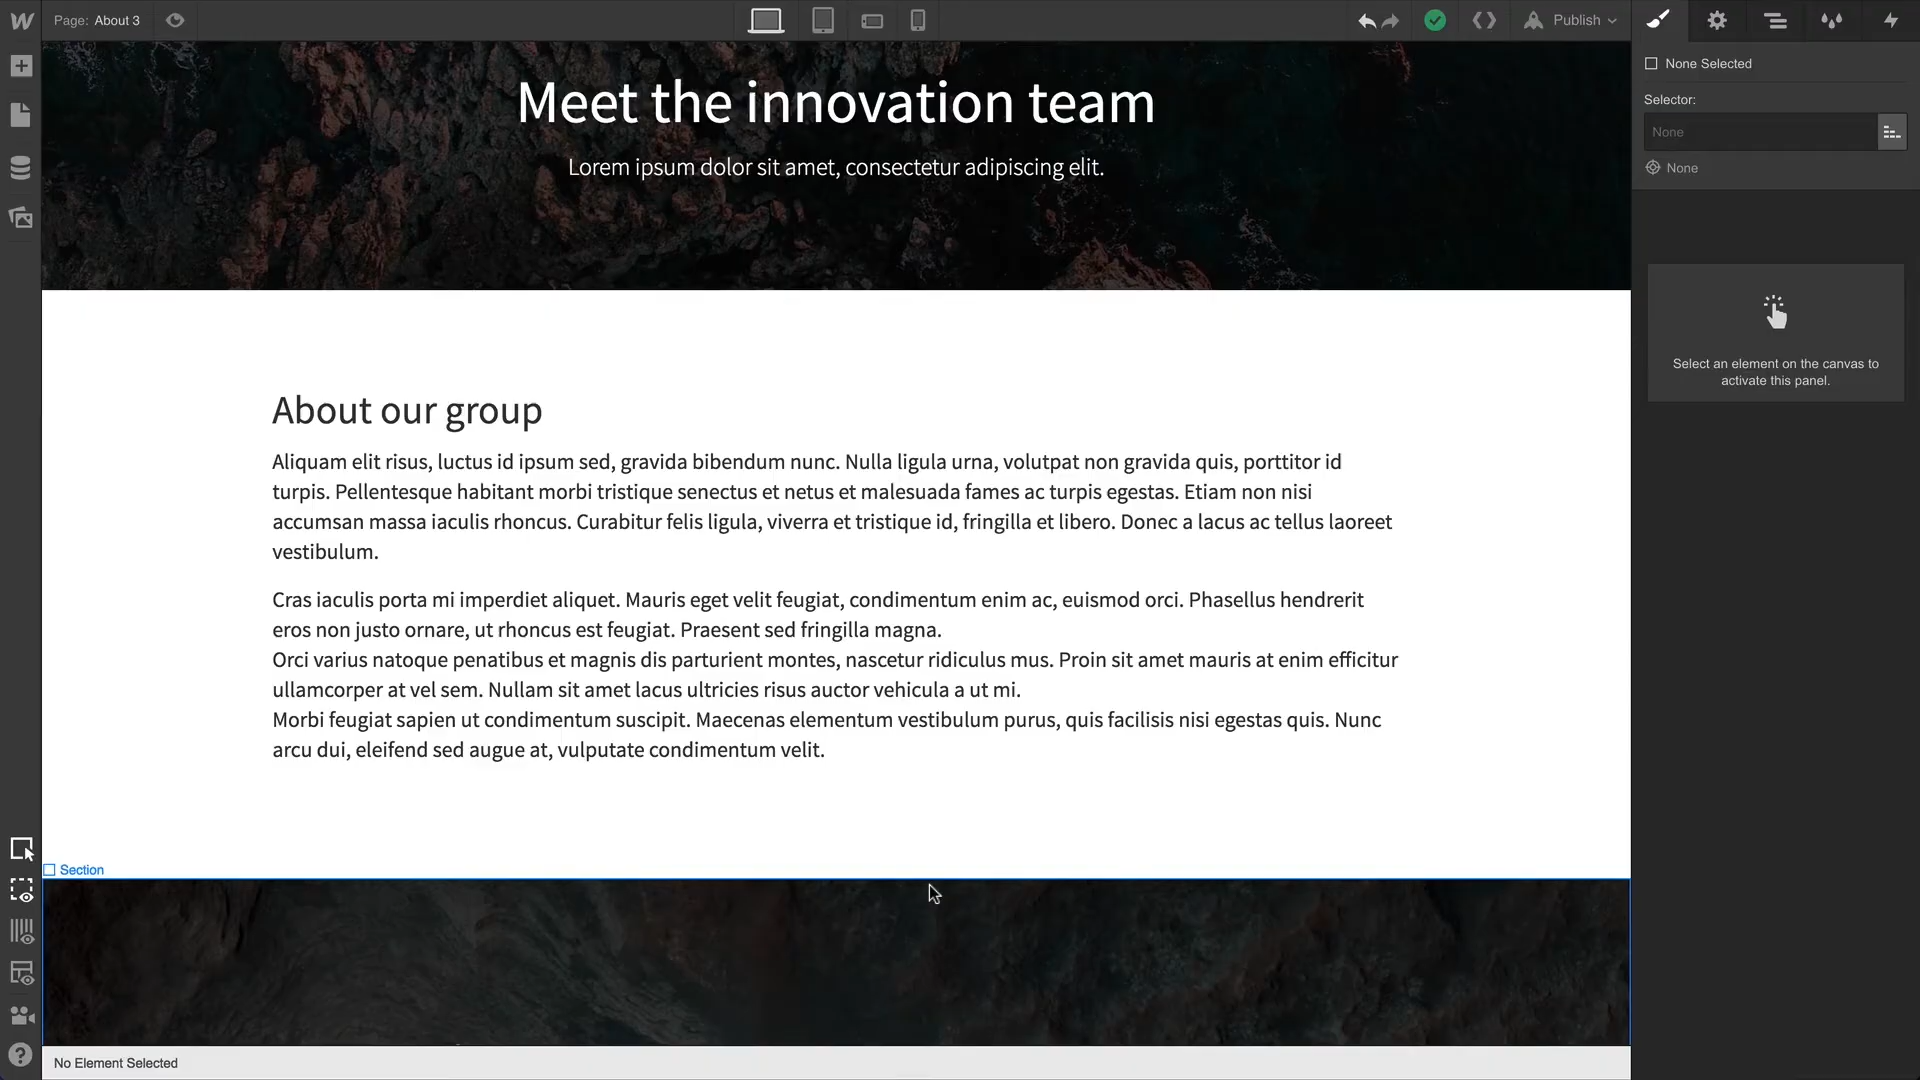 Page: About 3
Publish
None Selected
Selector:
None
None
Select an element on the canvas to
activate this panel.
Meet the innovation team
Lorem ipsum dolor sit amet, consectetur adipiscing elit.
About our group
Aliquam elit risus, luctus id ipsum sed, gravida bibendum nunc. Nulla ligula urna, volutpat non gravida quis, porttitor id
turpis. Pellentesque habitant morbi tristique senectus et netus et malesuada fames ac turpis egestas. Etiam non nisi
accumsan massa iaculis rhoncus. Curabitur felis ligula, viverra et tristique id, fringilla et libero. Donec a lacus ac tellus laoreet
vestibulum.
Cras iaculis porta mi imperdiet aliquet. Mauris eget velit feugiat, condimentum enim ac, euismod orci. Phasellus hendrerit
eros non justo ornare, ut rhoncus est feugiat. Praesent sed fringilla magna.
Orci varius natoque penatibus et magnis dis parturient montes, nascetur ridiculus mus. Proin sit amet mauris at enim efficitur
ullamcorper at vel sem. Nullam sit amet lacus ultricies risus auctor vehicula a ut mi.
Morbi feugiat sapien ut condimentum suscipit. Maecenas elementum vestibulum purus, quis facilisis nisi egestas quis. Nunc
arcu dui, eleifend sed augue at, vulputate condimentum velit.
Section
No Element Selected